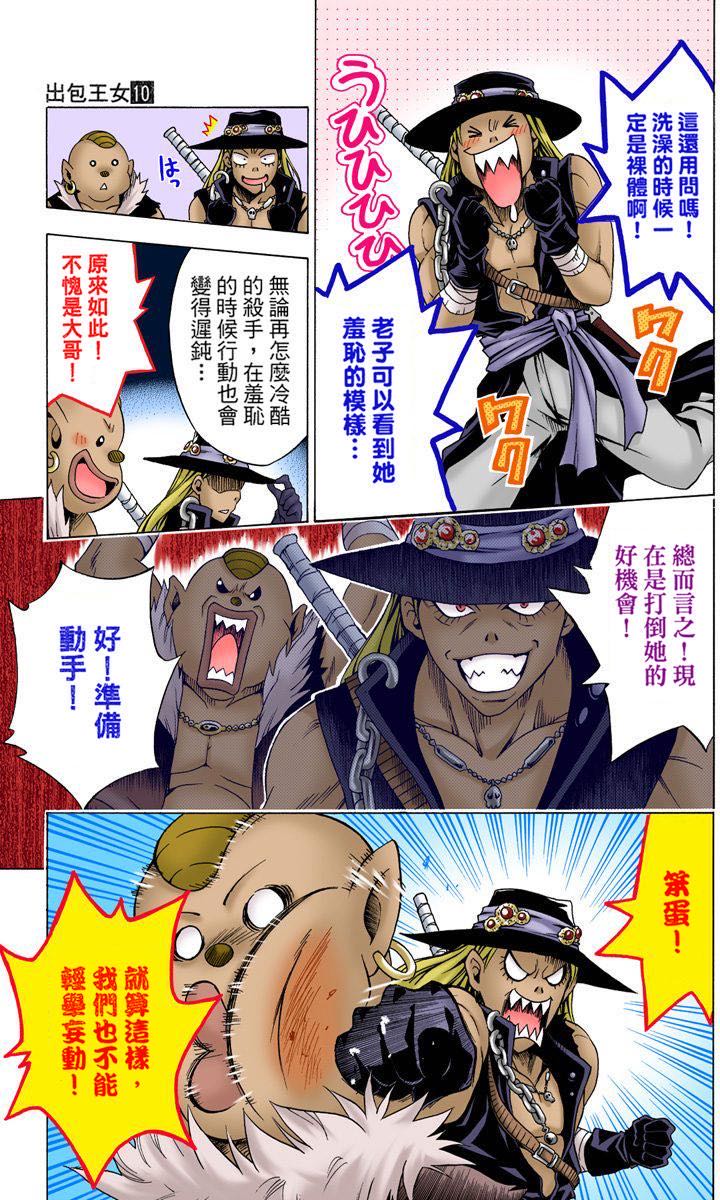 出包王女10
這還用問嗎！
洗澡的時候一
定是裸體啊！
うひひひひ
老子可以看到她
羞恥的模樣…
ワク
ワク
はっ
無論再怎麼冷酷
的殺手，在羞恥
的時候行動也會
變得遲鈍…
原來如此！
不愧是大哥！
總而言之！現
在是打倒她的
好機會！
好！準備
動手！
笨蛋！
就算這樣，
我們也不能
輕舉妄動！